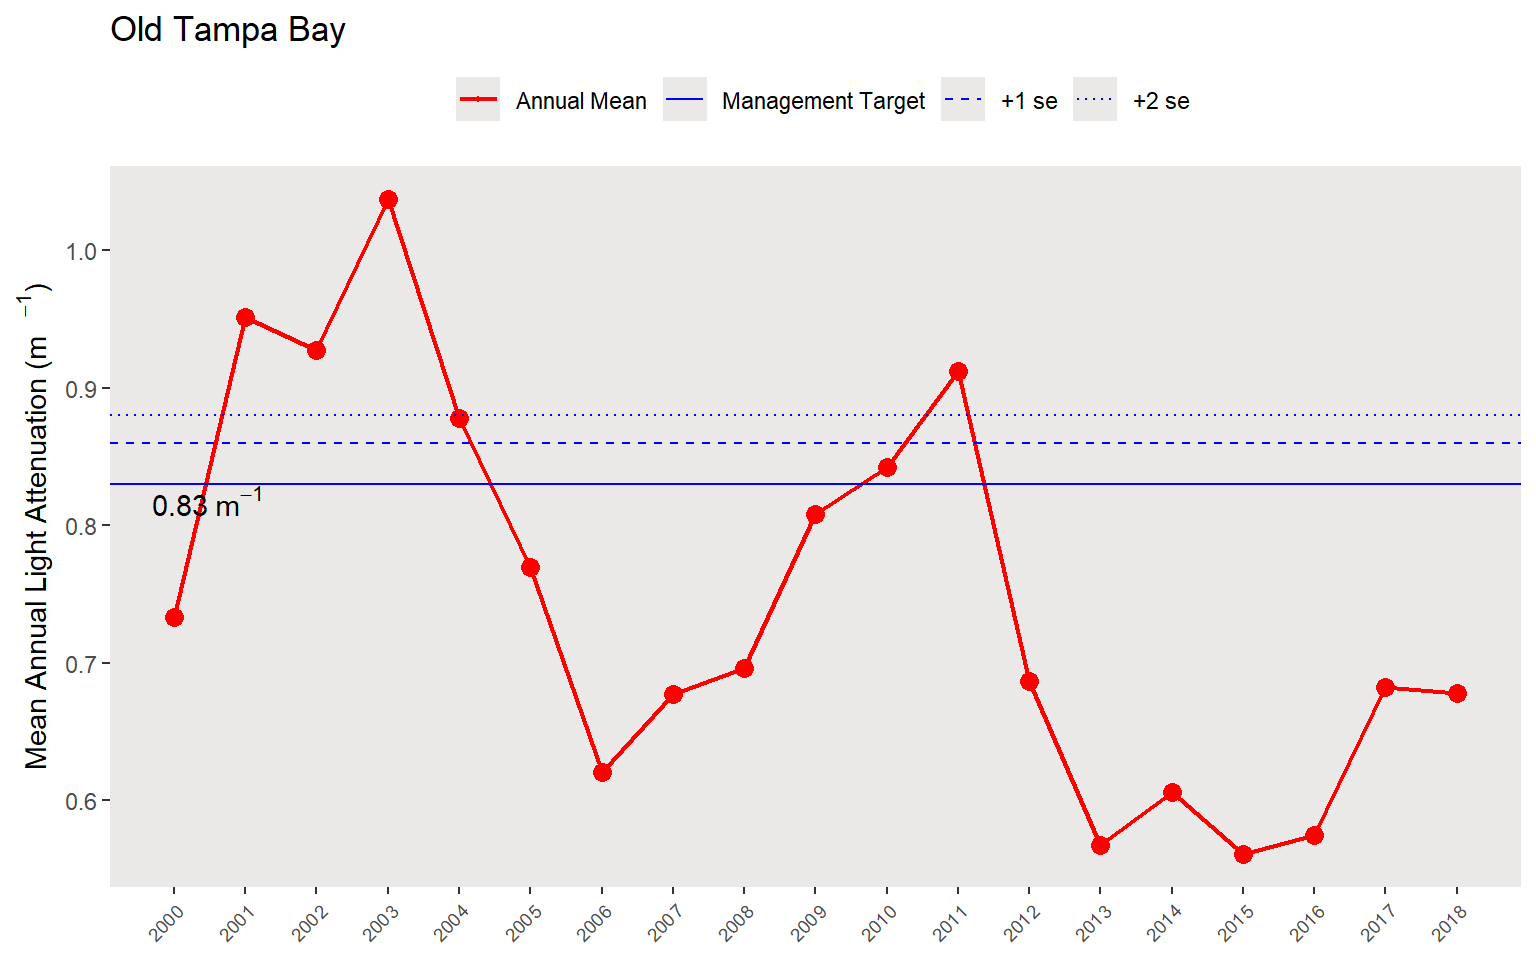 Old Tampa Bay
Annual Mean Management Target +1 se +2 se
Mean Annual Light Attenuation (m ⁻¹)
1.0
0.9
0.8
0.7
0.6
0.83 m⁻¹
2000 2001 2002 2003 2004 2005 2006 2007 2008 2009 2010 2011 2012 2013 2014 2015 2016 2017 2018